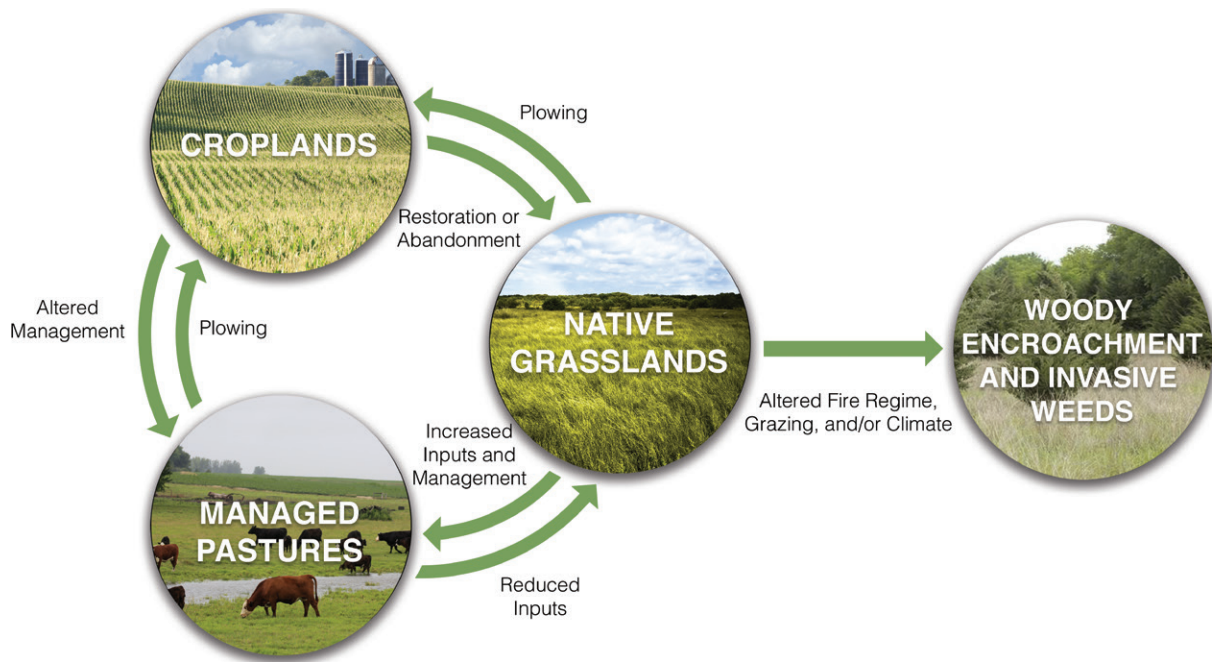 CROPLANDS
Plowing
Restoration or
Abandonment
Altered
Management
Plowing
NATIVE
GRASSLANDS
WOODY
ENCROACHMENT
AND INVASIVE
WEEDS
Altered Fire Regime,
Grazing, and/or Climate
Increased
Inputs and
Management
MANAGED
PASTURES
Reduced
Inputs